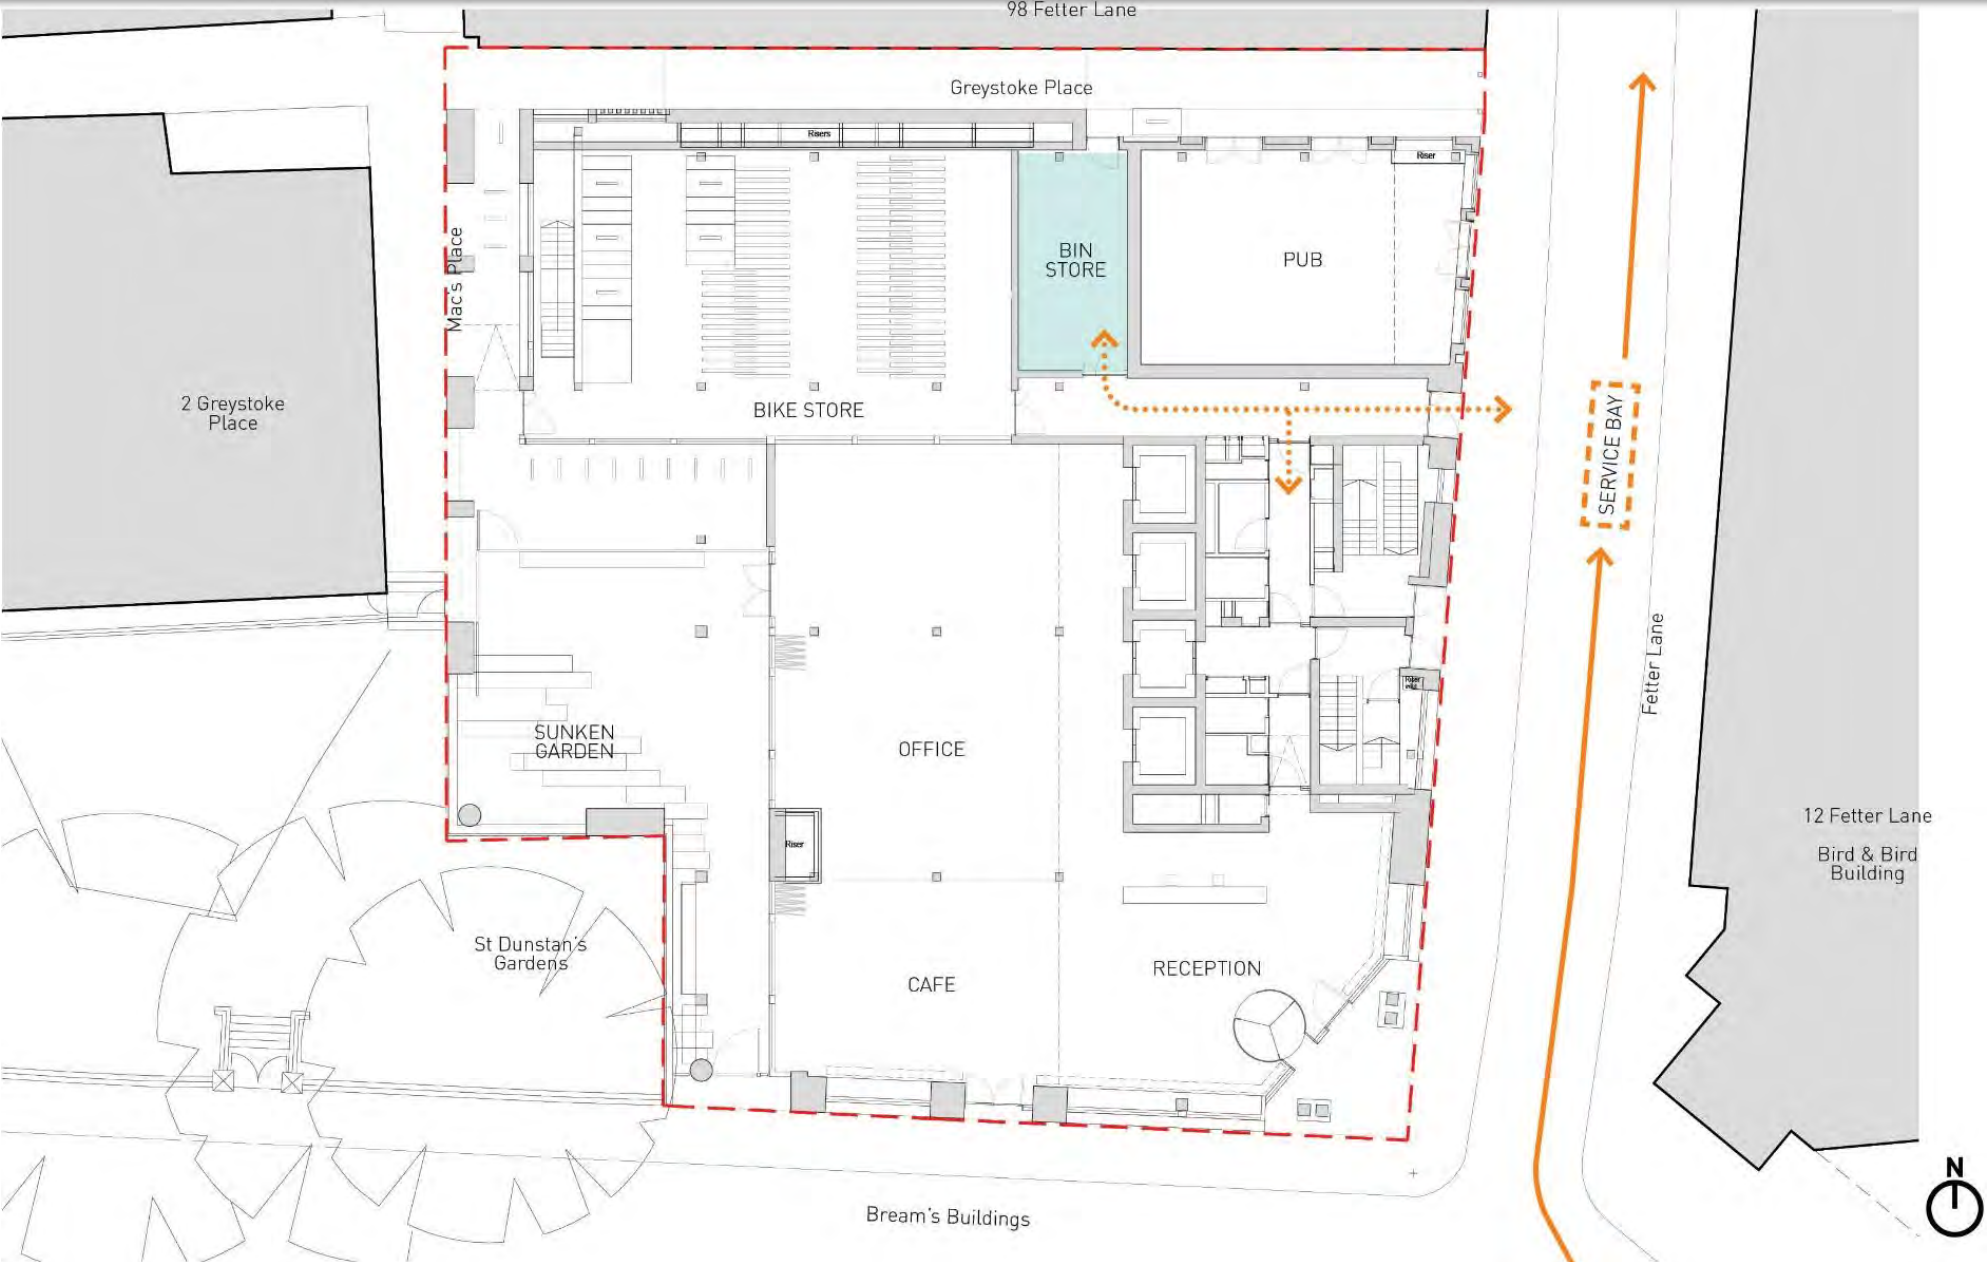 98 Fetter Lane
Greystoke Place
Risers
Riser
Mac's Place
BIN
STORE
PUB
2 Greystoke
Place
BIKE STORE
SERVICE BAY
Fetter Lane
SUNKEN
GARDEN
OFFICE
Riser
12 Fetter Lane
Bird & Bird
Building
St Dunstan's
Gardens
CAFE
RECEPTION
Bream's Buildings
N